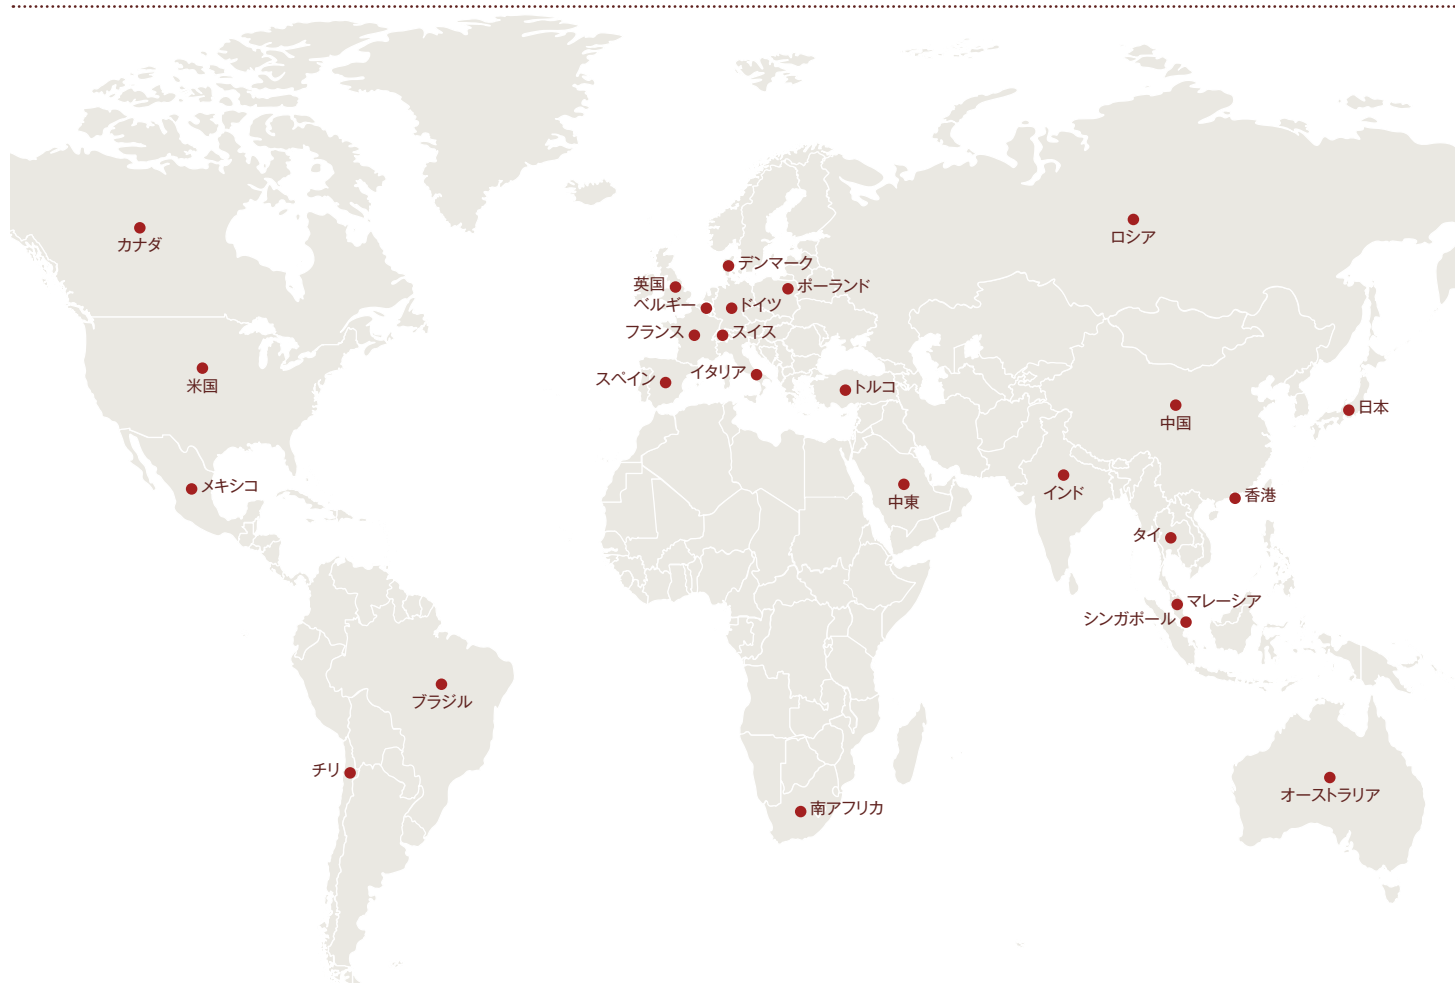 カナダ
ロシア
デンマーク
英国
ポーランド
ベルギー
ドイツ
フランス
スイス
米国
スペイン
イタリア
トルコ
中国
日本
メキシコ
中東
インド
香港
タイ
マレーシア
シンガポール
ブラジル
チリ
南アフリカ
オーストラリア